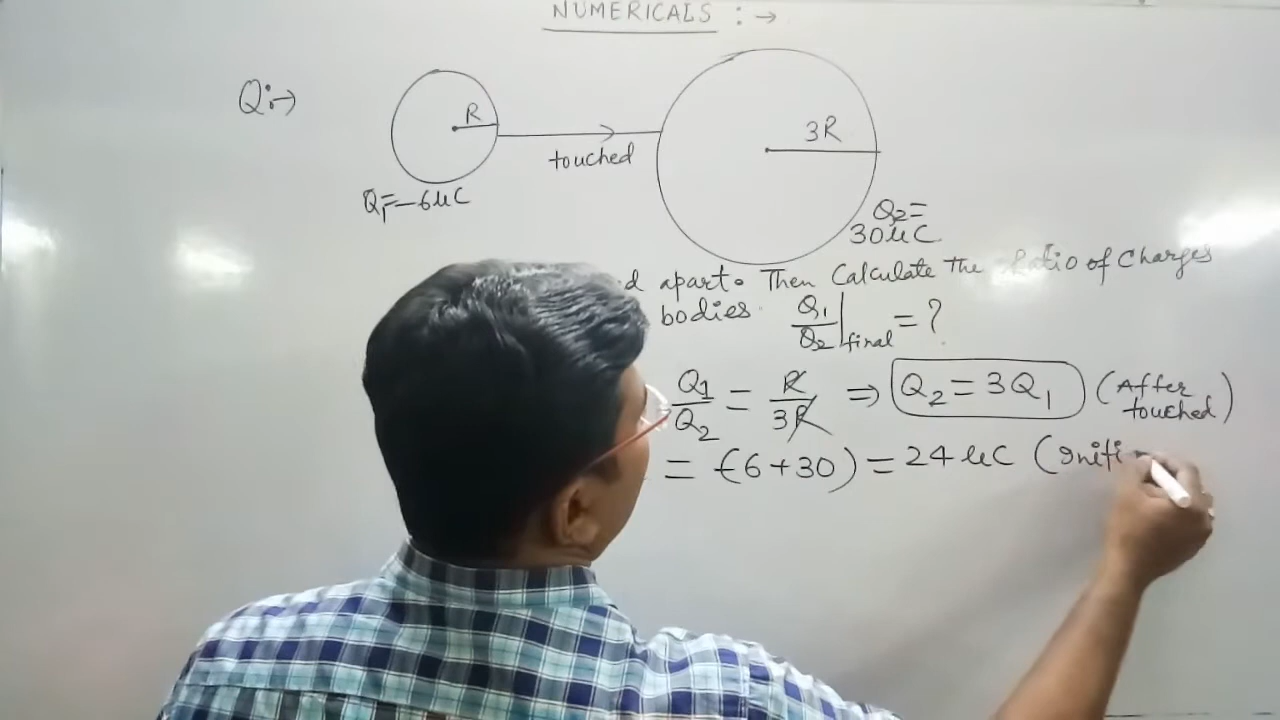 NUMERICALS :→
Q:→
R
touched
3R
Q1=-6μC
Q2=
30μC
apart. Then Calculate the Ratio of Charges
bodies. Q1/Q2|final = ?
Q1/Q2 = R/3R ⇒ Q2 = 3Q1 (After touched)
= (-6+30) = 24 μC (Initi